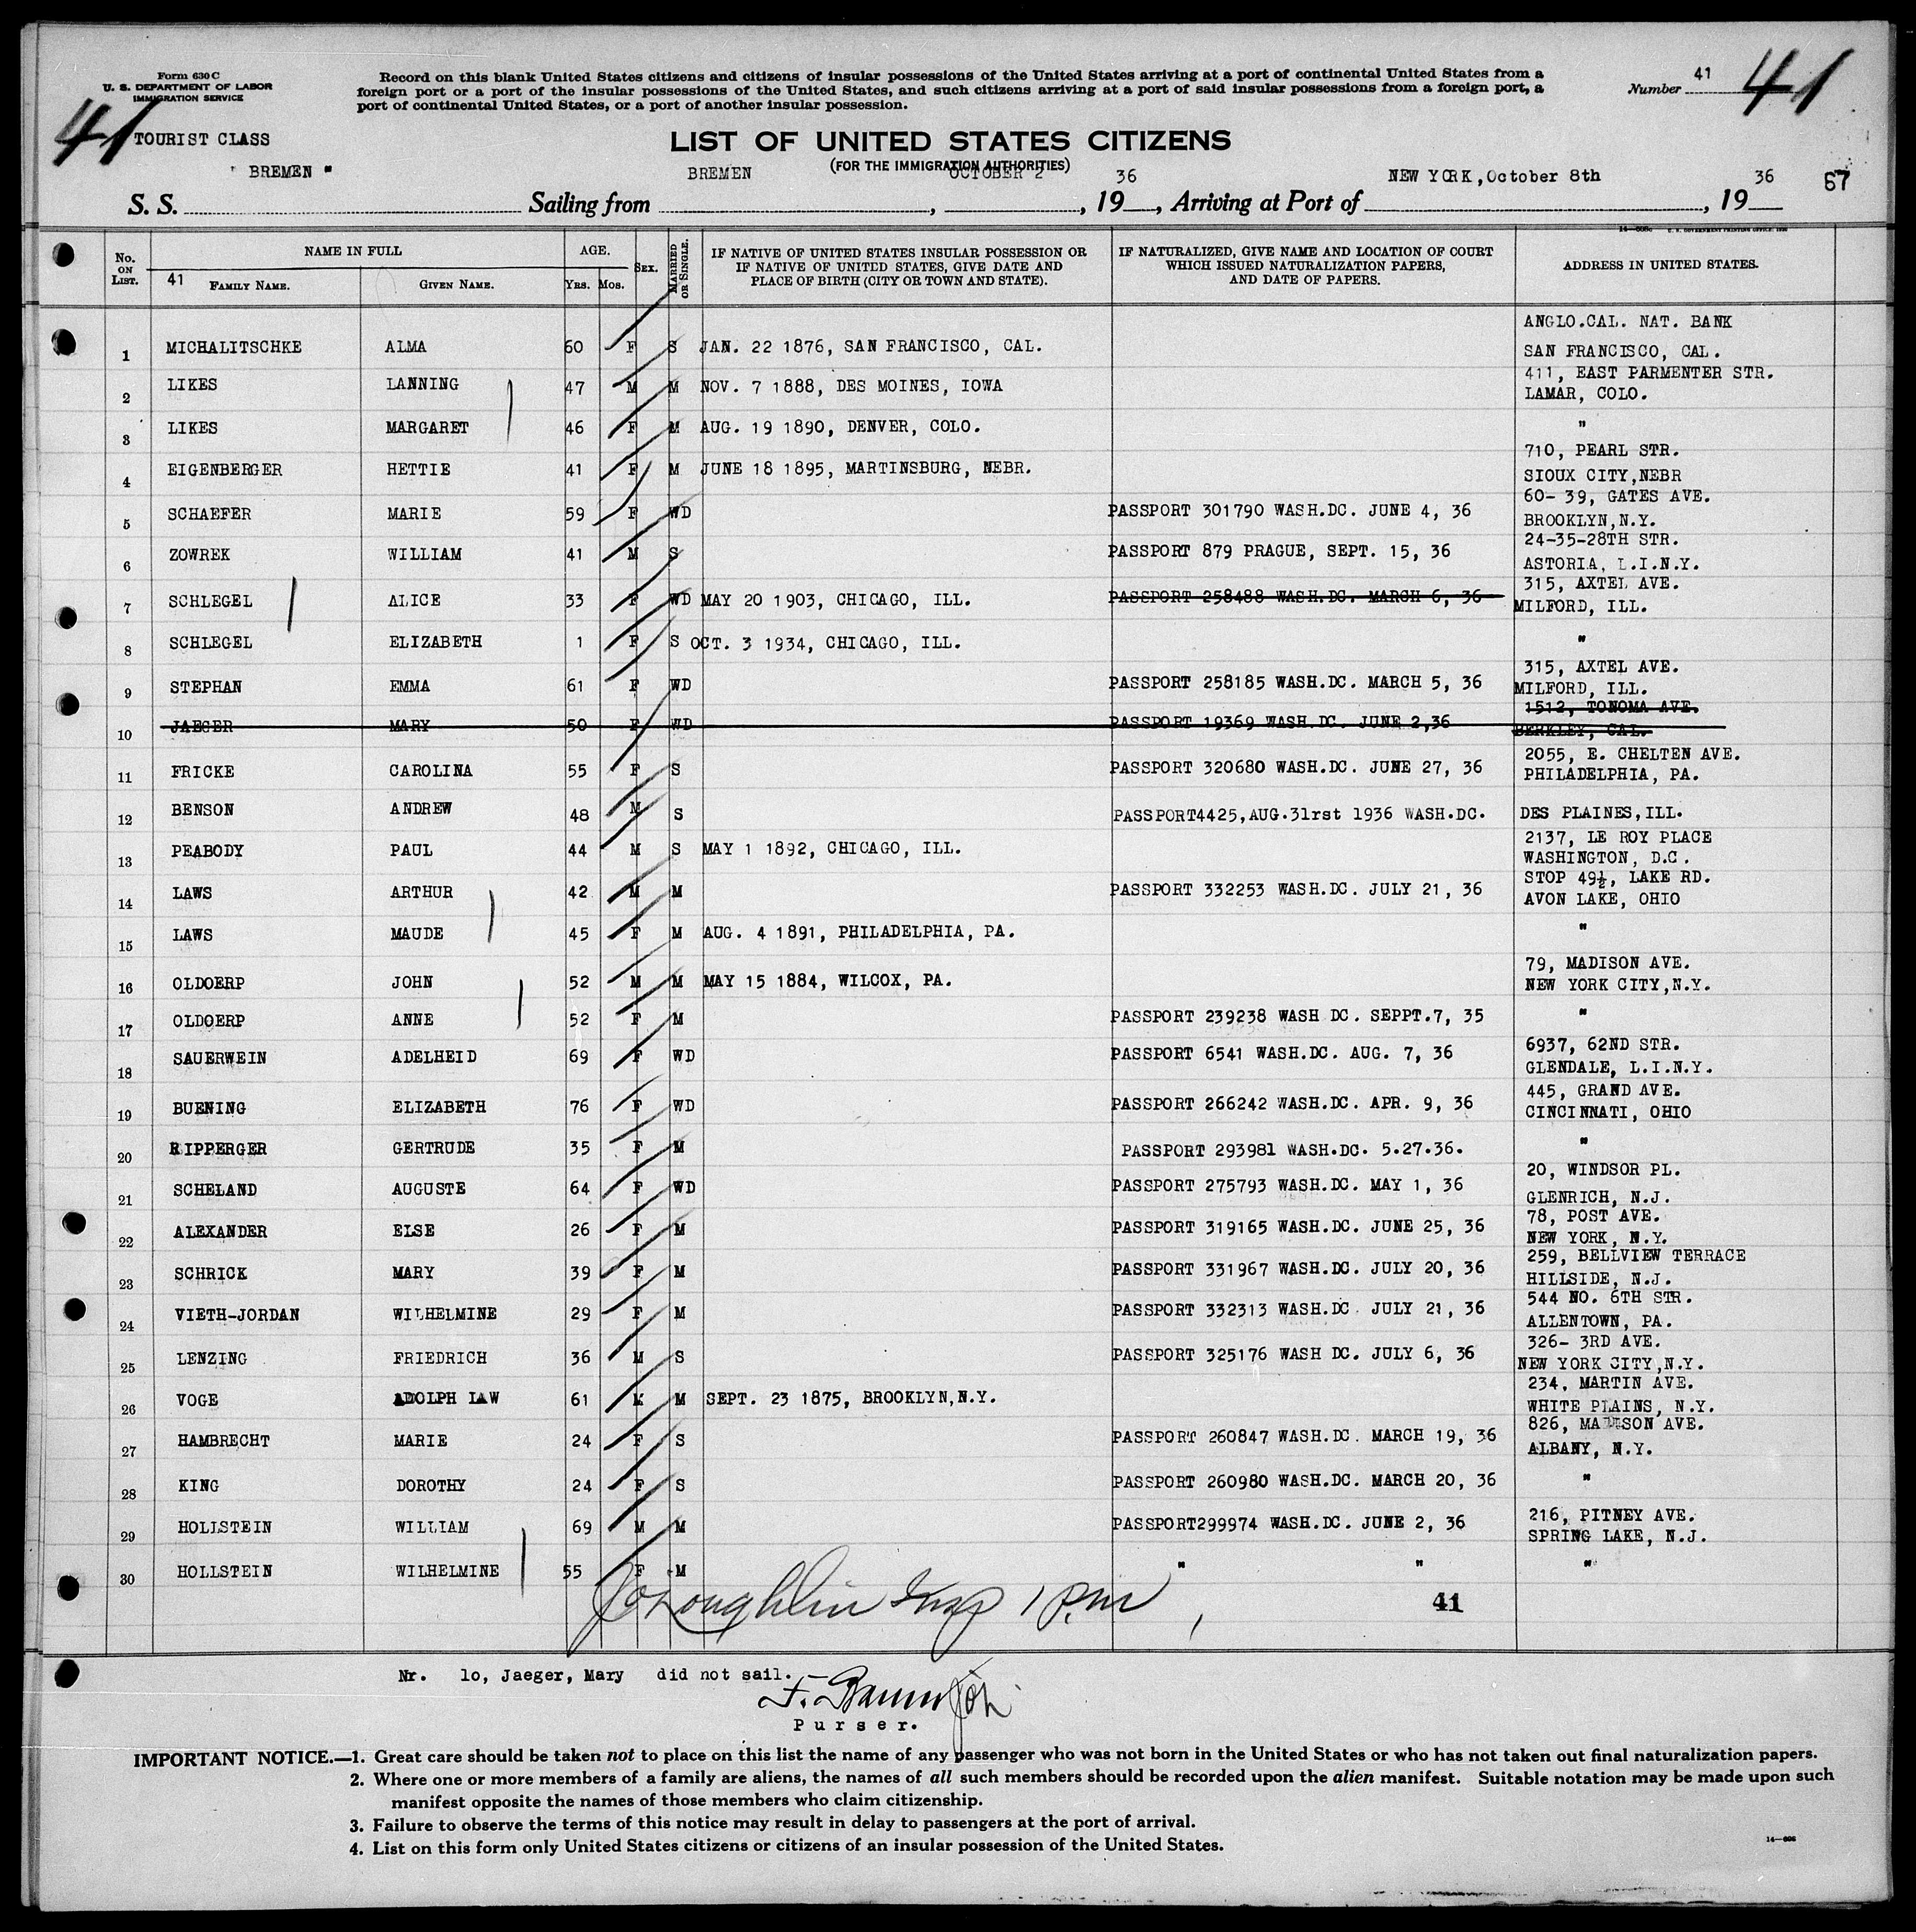 Form 630 C
U. S. DEPARTMENT OF LABOR
IMMIGRATION SERVICE
Record on this blank United States citizens and citizens of insular possessions of the United States arriving at a port of continental United States from a
foreign port or a port of the insular possessions of the United States, and such citizens arriving at a port of said insular possessions from a foreign port, a
port of continental United States, or a port of another insular possession.
Number 41
41
41 TOURIST CLASS
LIST OF UNITED STATES CITIZENS
(FOR THE IMMIGRATION AUTHORITIES)
S. S. " BREMEN " Sailing from BREMEN, OCTOBER 2, 1936, Arriving at Port of NEW YORK, October 8th, 1936 57
U. S. GOVERNMENT PRINTING OFFICE: 1930
No. ON LIST. NAME IN FULL AGE. SEX. MARRIED OR SINGLE. IF NATIVE OF UNITED STATES INSULAR POSSESSION OR IF NATIVE OF UNITED STATES, GIVE DATE AND PLACE OF BIRTH (CITY OR TOWN AND STATE). IF NATURALIZED, GIVE NAME AND LOCATION OF COURT WHICH ISSUED NATURALIZATION PAPERS, AND DATE OF PAPERS. ADDRESS IN UNITED STATES.
41 FAMILY NAME. GIVEN NAME. YRS. MOS.
1 MICHALITSCHKE ALMA 60 F S JAN. 22 1876, SAN FRANCISCO, CAL. ANGLO.CAL. NAT. BANK
SAN FRANCISCO, CAL.
2 LIKES LANNING 47 M M NOV. 7 1888, DES MOINES, IOWA 411, EAST PARMENTER STR.
LAMAR, COLO.
3 LIKES MARGARET 46 F M AUG. 19 1890, DENVER, COLO. "
4 EIGENBERGER HETTIE 41 F M JUNE 18 1895, MARTINSBURG, NEBR. 710, PEARL STR.
SIOUX CITY,NEBR
5 SCHAEFER MARIE 59 F WD PASSPORT 301790 WASH.DC. JUNE 4, 36 60- 39, GATES AVE.
BROOKLYN,N.Y.
6 ZOWREK WILLIAM 41 M S PASSPORT 879 PRAGUE, SEPT. 15, 36 24-35-28TH STR.
ASTORIA, L.I.N.Y.
7 SCHLEGEL ALICE 33 F WD MAY 20 1903, CHICAGO, ILL. PASSPORT 258488 WASH.DC. MARCH 6, 36 315, AXTEL AVE.
MILFORD, ILL.
8 SCHLEGEL ELIZABETH 1 F S OCT. 3 1934, CHICAGO, ILL. "
9 STEPHAN EMMA 61 F WD PASSPORT 258185 WASH.DC. MARCH 5, 36 315, AXTEL AVE.
MILFORD, ILL.
10 JAEGER MARY 50 F WD PASSPORT 19369 WASH.DC. JUNE 2,36 1512, TONOMA AVE.
BERKLEY, CAL.
11 FRICKE CAROLINA 55 F S PASSPORT 320680 WASH.DC. JUNE 27, 36 2055, E. CHELTEN AVE.
PHILADELPHIA, PA.
12 BENSON ANDREW 48 M S PASSPORT4425,AUG.31rst 1936 WASH.DC. DES PLAINES,ILL.
13 PEABODY PAUL 44 M S MAY 1 1892, CHICAGO, ILL. 2137, LE ROY PLACE
WASHINGTON, D.C.
14 LAWS ARTHUR 42 M M PASSPORT 332253 WASH.DC. JULY 21, 36 STOP 49½, LAKE RD.
AVON LAKE, OHIO
15 LAWS MAUDE 45 F M AUG. 4 1891, PHILADELPHIA, PA. "
16 OLDOERP JOHN 52 M M MAY 15 1884, WILCOX, PA. 79, MADISON AVE.
NEW YORK CITY,N.Y.
17 OLDOERP ANNE 52 F M PASSPORT 239238 WASH DC. SEPPT.7, 35 "
18 SAUERWEIN ADELHEID 69 F WD PASSPORT 6541 WASH.DC. AUG. 7, 36 6937, 62ND STR.
GLENDALE, L.I.N.Y.
19 BUENING ELIZABETH 76 F WD PASSPORT 266242 WASH.DC. APR. 9, 36 445, GRAND AVE.
CINCINNATI, OHIO
20 RIPPERGER GERTRUDE 35 F M PASSPORT 293981 WASH.DC. 5.27.36. "
21 SCHELAND AUGUSTE 64 F WD PASSPORT 275793 WASH.DC. MAY 1, 36 20, WINDSOR PL.
GLENRICH, N.J.
22 ALEXANDER ELSE 26 F M PASSPORT 319165 WASH.DC. JUNE 25, 36 78, POST AVE.
NEW YORK, N.Y.
23 SCHRICK MARY 39 F M PASSPORT 331967 WASH.DC. JULY 20, 36 259, BELLVIEW TERRACE
HILLSIDE, N.J.
24 VIETH-JORDAN WILHELMINE 29 F M PASSPORT 332313 WASH.DC JULY 21, 36 544 NO. 6TH STR.
ALLENTOWN, PA.
25 LENZING FRIEDRICH 36 M S PASSPORT 325176 WASH DC. JULY 6, 36 326- 3RD AVE.
NEW YORK CITY,N.Y.
26 VOGE ADOLPH LAW 61 M M SEPT. 23 1875, BROOKLYN,N.Y. 234, MARTIN AVE.
WHITE PLAINS, N.Y.
27 HAMBRECHT MARIE 24 F S PASSPORT 260847 WASH.DC. MARCH 19, 36 826, MADISON AVE.
ALBANY, N.Y.
28 KING DOROTHY 24 F S PASSPORT 260980 WASH.DC. MARCH 20, 36 "
29 HOLLSTEIN WILLIAM 69 M M PASSPORT299974 WASH.DC. JUNE 2, 36 216, PITNEY AVE.
SPRING LAKE, N.J.
30 HOLLSTEIN WILHELMINE 55 F M " " "
JOLoughlin Insp 1 P.M 41
Nr. 10, Jaeger, Mary did not sail.
Purser.
IMPORTANT NOTICE.—1. Great care should be taken not to place on this list the name of any passenger who was not born in the United States or who has not taken out final naturalization papers.
2. Where one or more members of a family are aliens, the names of all such members should be recorded upon the alien manifest. Suitable notation may be made upon such
manifest opposite the names of those members who claim citizenship.
3. Failure to observe the terms of this notice may result in delay to passengers at the port of arrival.
4. List on this form only United States citizens or citizens of an insular possession of the United States.